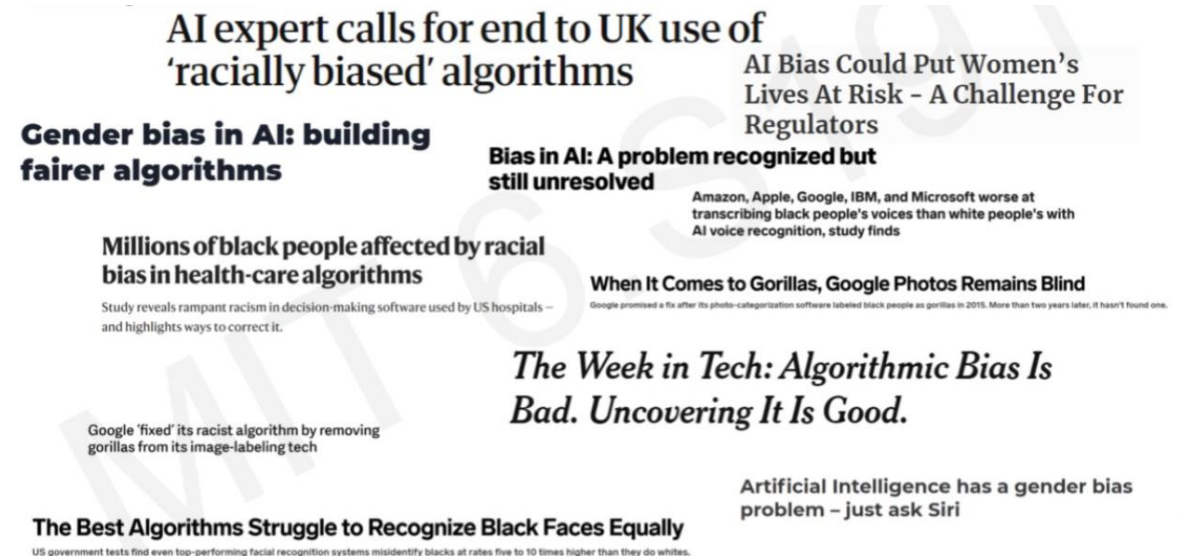 AI expert calls for end to UK use of
'racially biased' algorithms
AI Bias Could Put Women's
Lives At Risk - A Challenge For
Regulators
Gender bias in AI: building
fairer algorithms
Bias in AI: A problem recognized but
still unresolved
Amazon, Apple, Google, IBM, and Microsoft worse at
transcribing black people's voices than white people's with
AI voice recognition, study finds
Millions of black people affected by racial
bias in health-care algorithms
Study reveals rampant racism in decision-making software used by US hospitals –
and highlights ways to correct it.
When It Comes to Gorillas, Google Photos Remains Blind
Google promised a fix after its photo-categorization software labeled black people as gorillas in 2015. More than two years later, it hasn't found one.
The Week in Tech: Algorithmic Bias Is
Bad. Uncovering It Is Good.
Google 'fixed' its racist algorithm by removing
gorillas from its image-labeling tech
Artificial Intelligence has a gender bias
problem – just ask Siri
The Best Algorithms Struggle to Recognize Black Faces Equally
US government tests find even top-performing facial recognition systems misidentify blacks at rates five to 10 times higher than they do whites.
MIT 6.S191